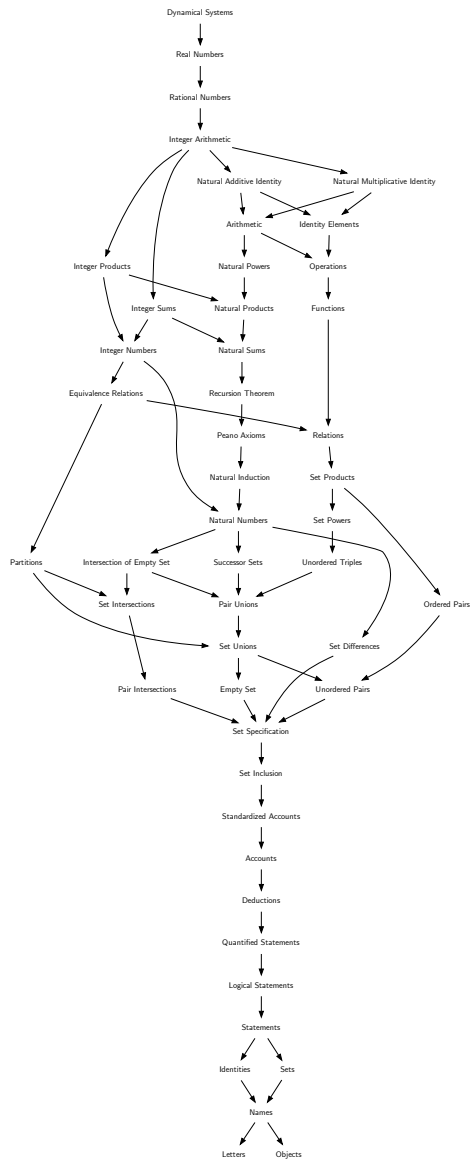 Dynamical Systems
Real Numbers
Rational Numbers
Integer Arithmetic
Natural Additive Identity
Natural Multiplicative Identity
Arithmetic
Identity Elements
Integer Products
Natural Powers
Operations
Integer Sums
Natural Products
Functions
Integer Numbers
Natural Sums
Equivalence Relations
Recursion Theorem
Peano Axioms
Relations
Natural Induction
Set Products
Natural Numbers
Set Powers
Partitions
Intersection of Empty Set
Successor Sets
Unordered Triples
Set Intersections
Pair Unions
Ordered Pairs
Set Unions
Set Differences
Pair Intersections
Empty Set
Unordered Pairs
Set Specification
Set Inclusion
Standardized Accounts
Accounts
Deductions
Quantified Statements
Logical Statements
Statements
Identities
Sets
Names
Letters
Objects